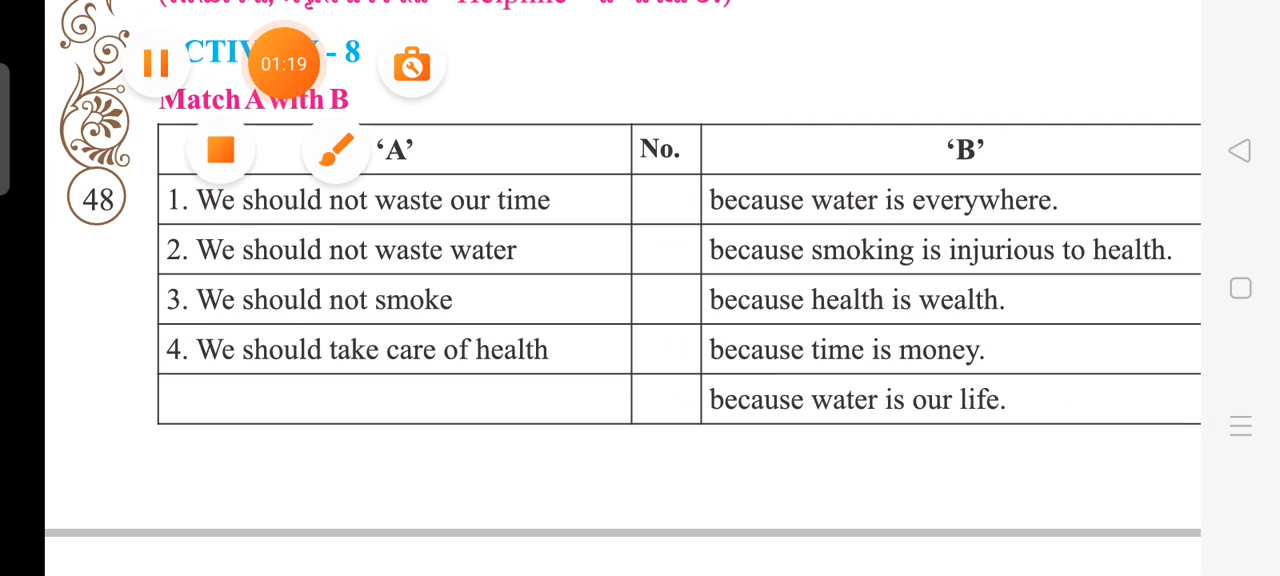 - 8
01:19
Match A with B
‘A’ No. ‘B’
48
1. We should not waste our time because water is everywhere.
2. We should not waste water because smoking is injurious to health.
3. We should not smoke because health is wealth.
4. We should take care of health because time is money.
because water is our life.